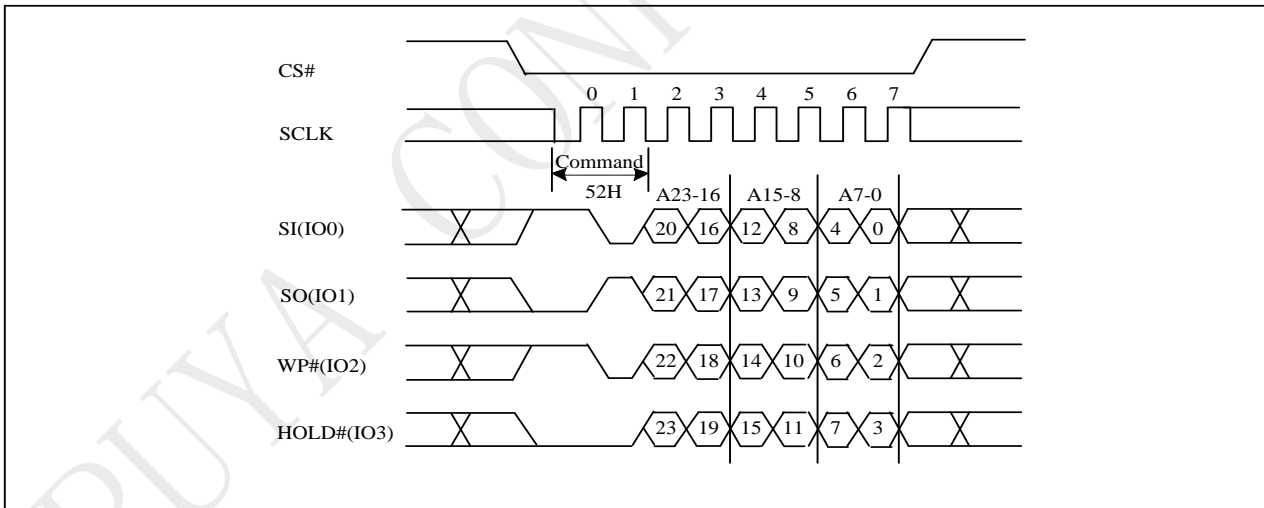 CS#
0 1 2 3 4 5 6 7
SCLK
Command
52H
A23-16 A15-8 A7-0
SI(IO0) 20 16 12 8 4 0
SO(IO1) 21 17 13 9 5 1
WP#(IO2) 22 18 14 10 6 2
HOLD#(IO3) 23 19 15 11 7 3
PUYA CONF